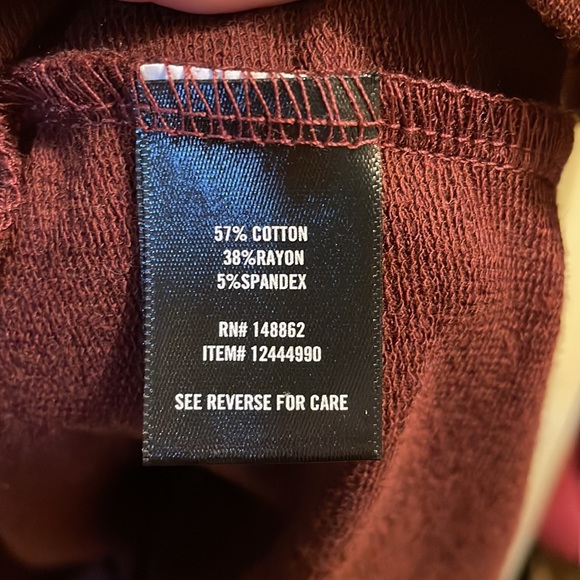 57% COTTON
38%RAYON
5%SPANDEX
RN# 148862
ITEM# 12444990
SEE REVERSE FOR CARE